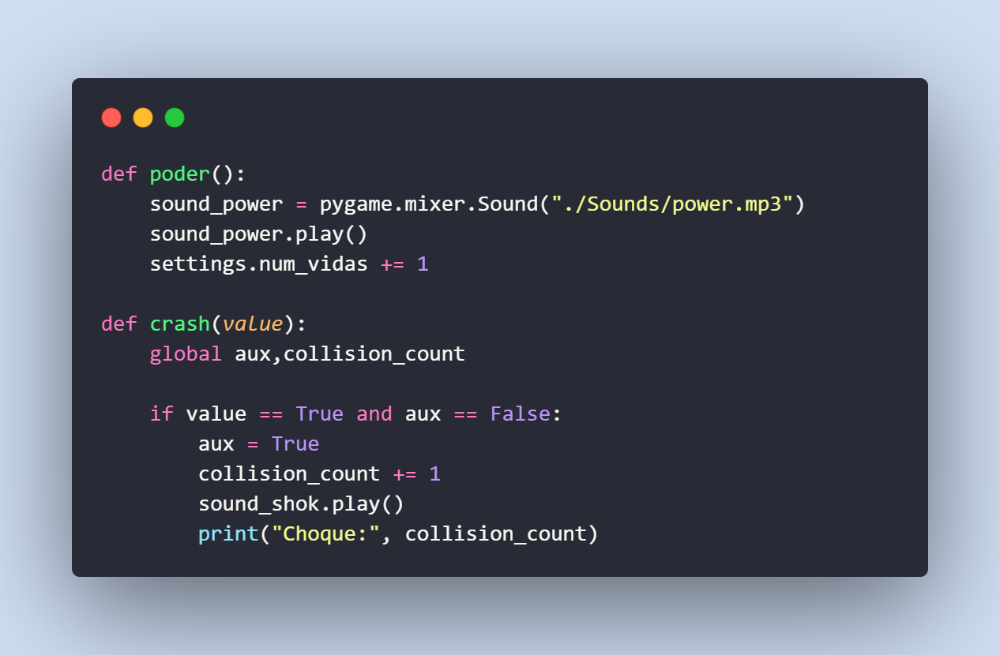 def poder():
    sound_power = pygame.mixer.Sound("./Sounds/power.mp3")
    sound_power.play()
    settings.num_vidas += 1

def crash(value):
    global aux,collision_count

    if value == True and aux == False:
        aux = True
        collision_count += 1
        sound_shok.play()
        print("Choque:", collision_count)